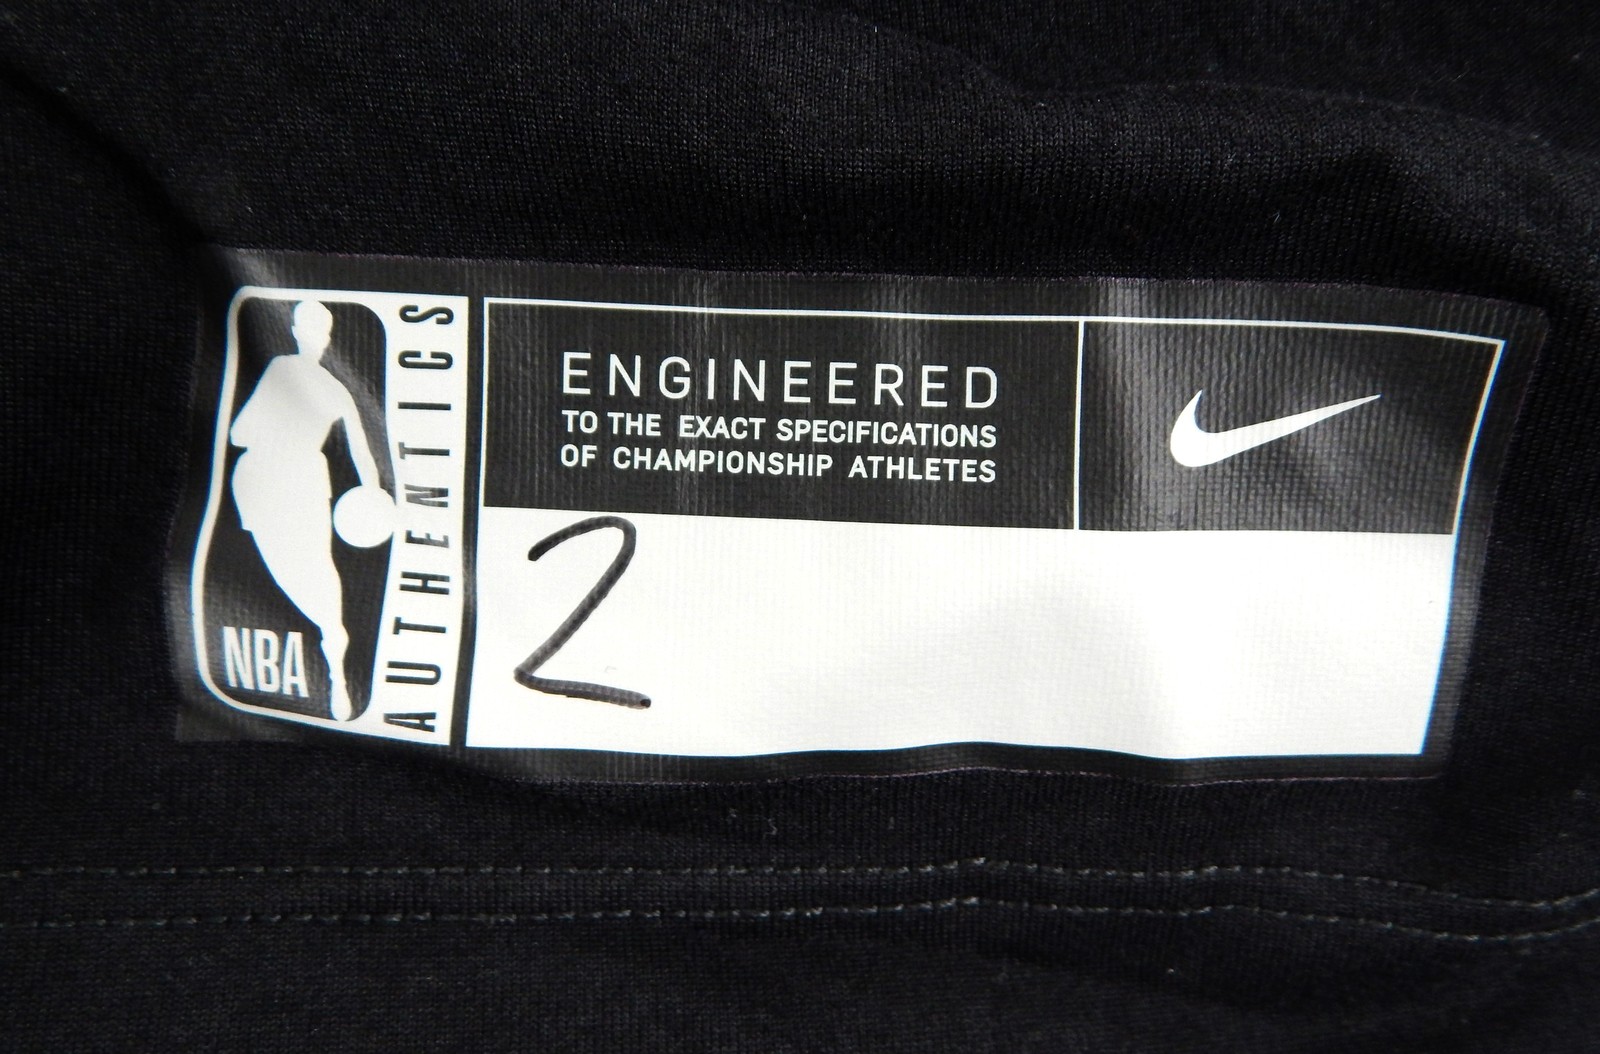 NBA
AUTHENTICS
ENGINEERED
TO THE EXACT SPECIFICATIONS
OF CHAMPIONSHIP ATHLETES
2